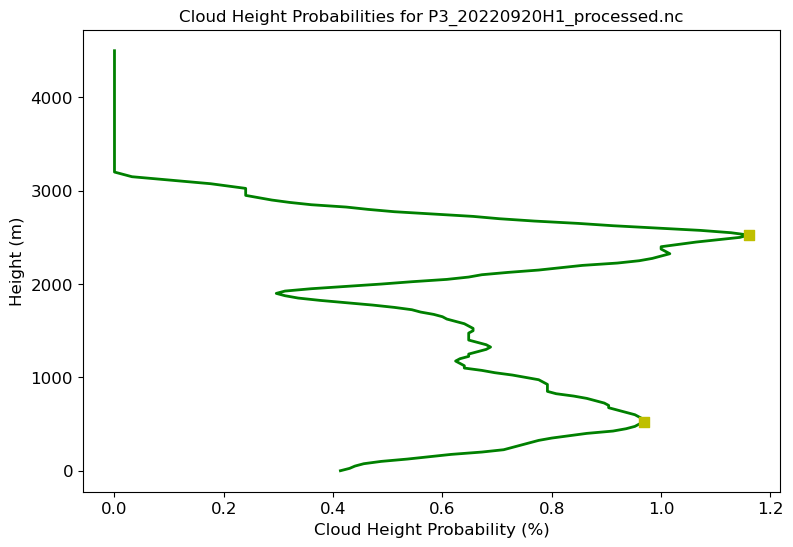 Cloud Height Probabilities for P3_20220920H1_processed.nc
4000
3000
2000
1000
0
Height (m)
0.0 0.2 0.4 0.6 0.8 1.0 1.2
Cloud Height Probability (%)